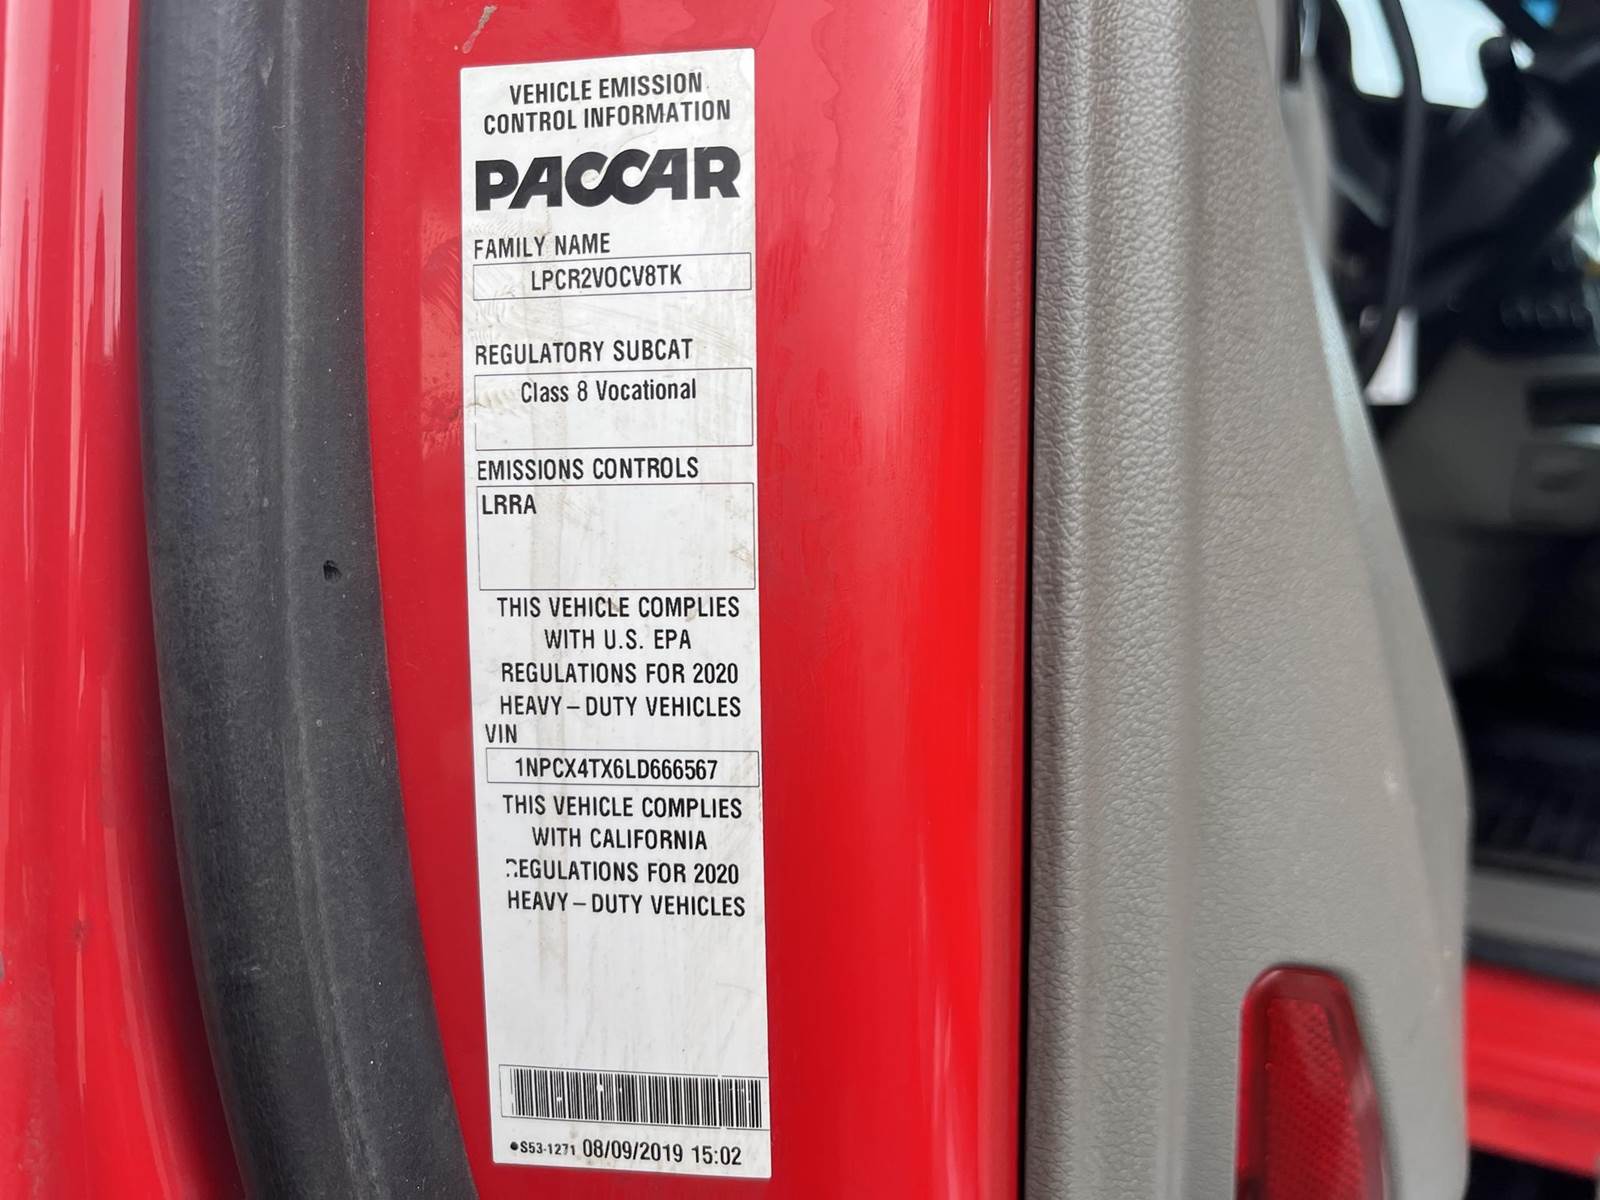 VEHICLE EMISSION
CONTROL INFORMATION
PACCAR
FAMILY NAME
LPCR2VOCV8TK
REGULATORY SUBCAT
Class 8 Vocational
EMISSIONS CONTROLS
LRRA
THIS VEHICLE COMPLIES
WITH U.S. EPA
REGULATIONS FOR 2020
HEAVY – DUTY VEHICLES
VIN
1NPCX4TX6LD666567
THIS VEHICLE COMPLIES
WITH CALIFORNIA
REGULATIONS FOR 2020
HEAVY – DUTY VEHICLES
•S53-1271 08/09/2019 15:02